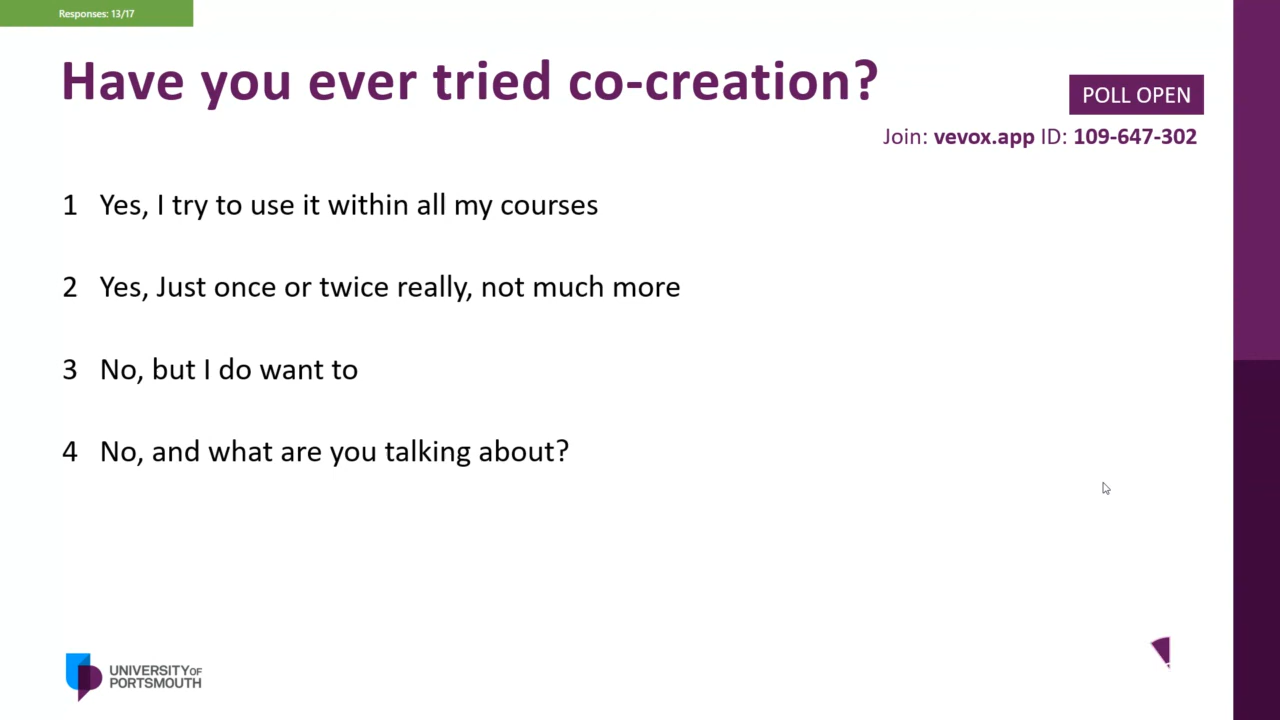 Responses: 13/17
Have you ever tried co-creation?
POLL OPEN
Join: vevox.app ID: 109-647-302
1 Yes, I try to use it within all my courses
2 Yes, Just once or twice really, not much more
3 No, but I do want to
4 No, and what are you talking about?
UNIVERSITY OF
PORTSMOUTH